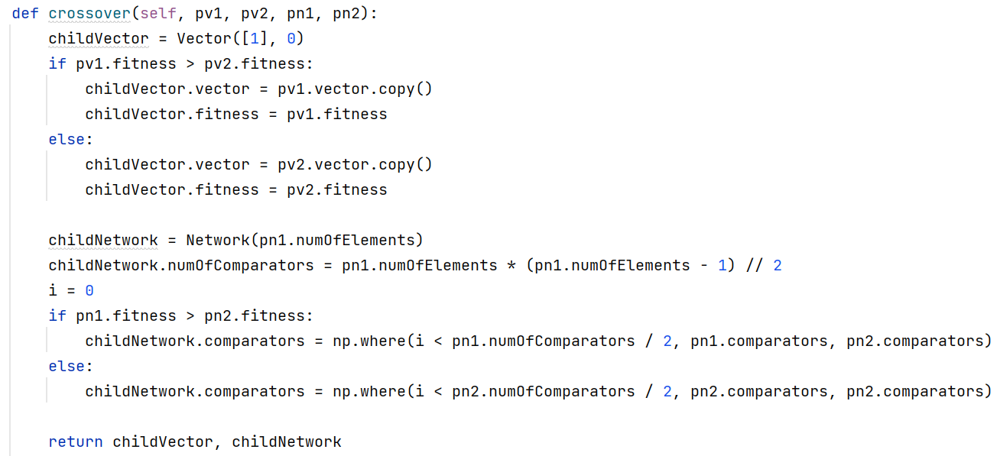 def crossover(self, pv1, pv2, pn1, pn2):
    childVector = Vector([1], 0)
    if pv1.fitness > pv2.fitness:
        childVector.vector = pv1.vector.copy()
        childVector.fitness = pv1.fitness
    else:
        childVector.vector = pv2.vector.copy()
        childVector.fitness = pv2.fitness

    childNetwork = Network(pn1.numOfElements)
    childNetwork.numOfComparators = pn1.numOfElements * (pn1.numOfElements - 1) // 2
    i = 0
    if pn1.fitness > pn2.fitness:
        childNetwork.comparators = np.where(i < pn1.numOfComparators / 2, pn1.comparators, pn2.comparators)
    else:
        childNetwork.comparators = np.where(i < pn2.numOfComparators / 2, pn2.comparators, pn2.comparators)

    return childVector, childNetwork